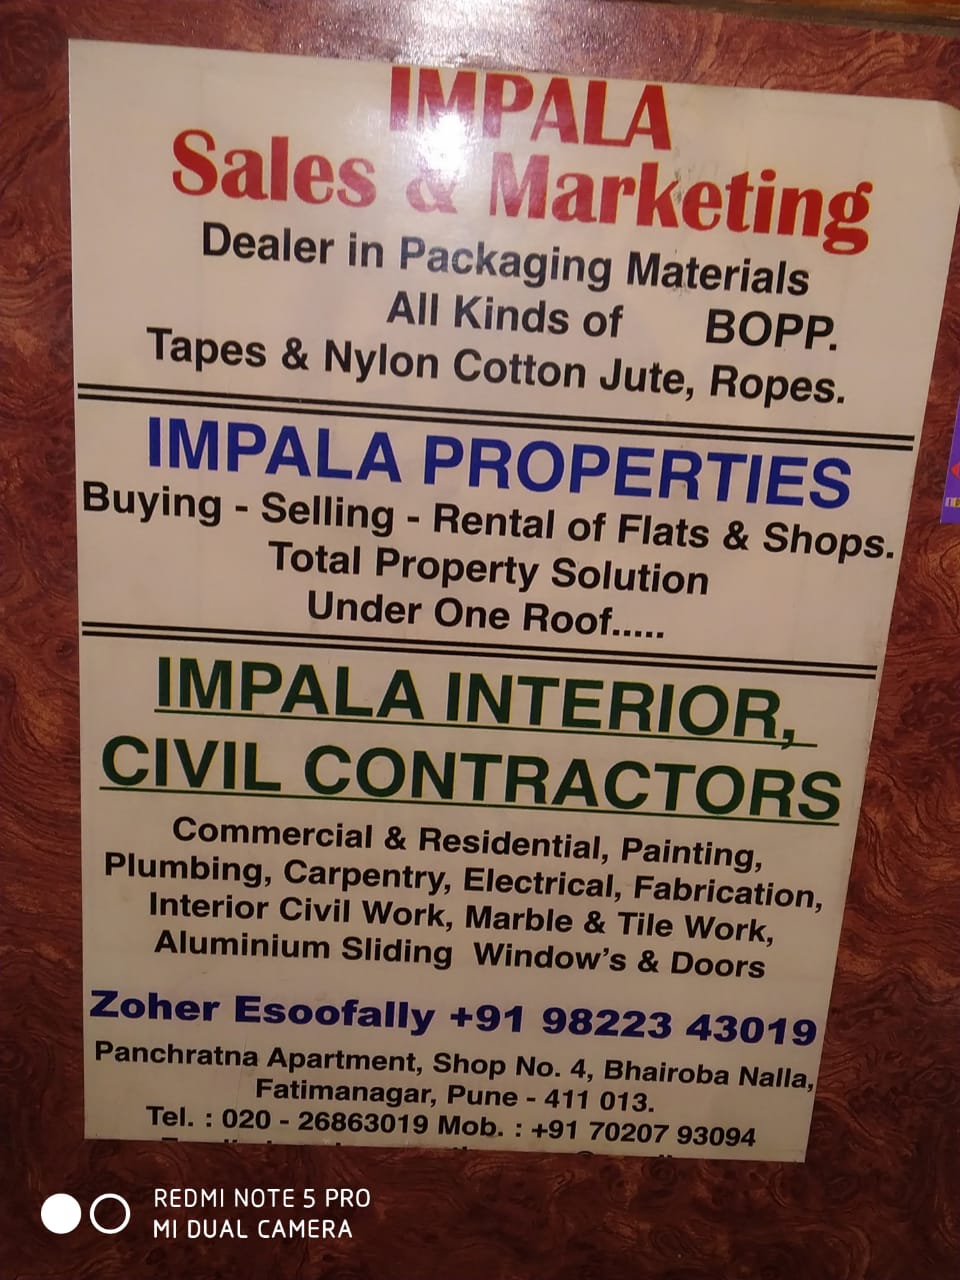 IMPALA
Sales & Marketing
Dealer in Packaging Materials
All Kinds of BOPP.
Tapes & Nylon Cotton Jute, Ropes.
IMPALA PROPERTIES
Buying - Selling - Rental of Flats & Shops.
Total Property Solution
Under One Roof.....
IMPALA INTERIOR,
CIVIL CONTRACTORS
Commercial & Residential, Painting,
Plumbing, Carpentry, Electrical, Fabrication,
Interior Civil Work, Marble & Tile Work,
Aluminium Sliding Window's & Doors
Zoher Esoofally +91 98223 43019
Panchratna Apartment, Shop No. 4, Bhairoba Nalla,
Fatimanagar, Pune - 411 013.
Tel. : 020 - 26863019 Mob. : +91 70207 93094
REDMI NOTE 5 PRO
MI DUAL CAMERA